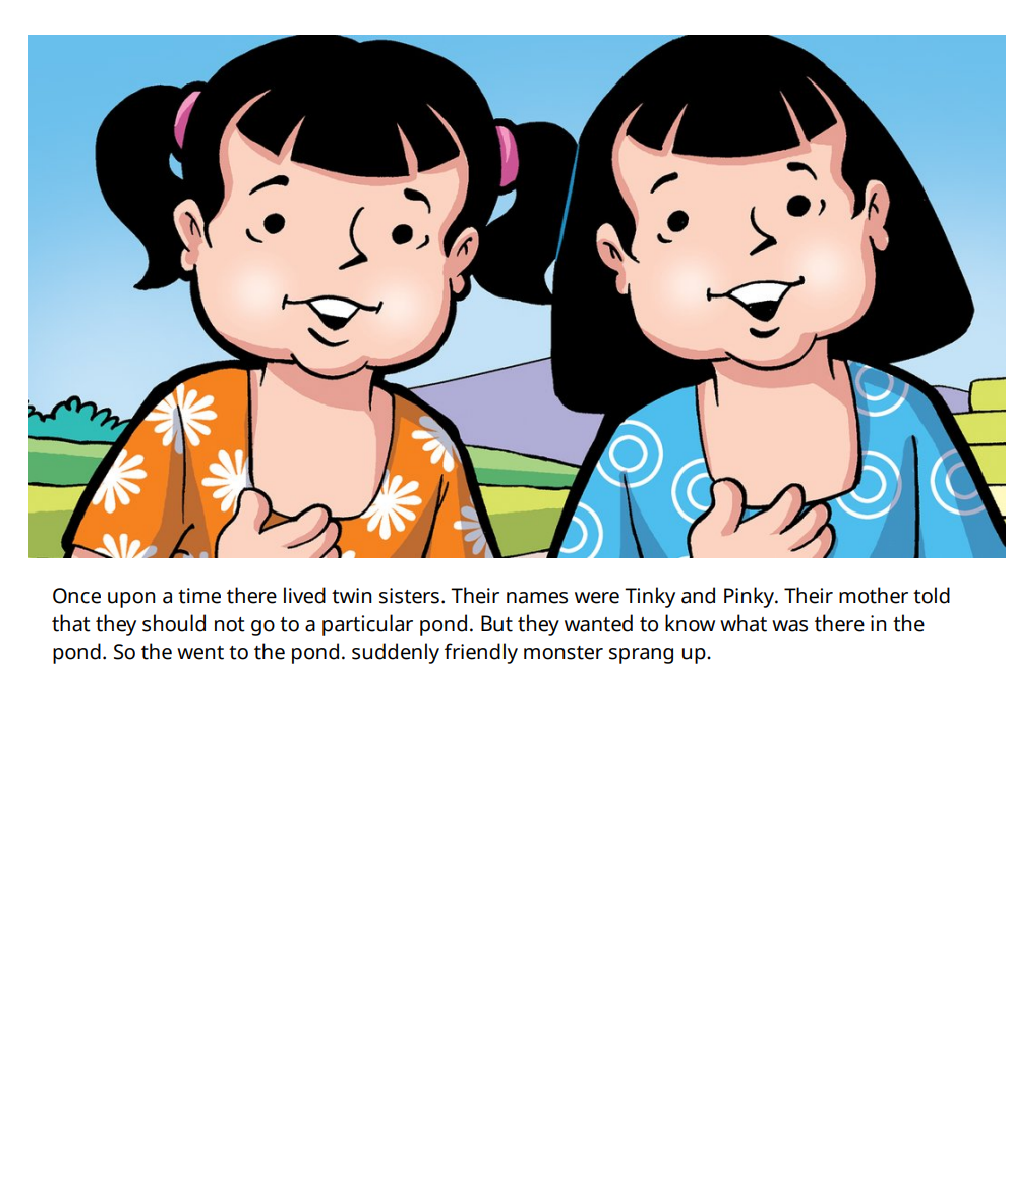 Once upon a time there lived twin sisters. Their names were Tinky and Pinky. Their mother told
that they should not go to a particular pond. But they wanted to know what was there in the
pond. So the went to the pond. suddenly friendly monster sprang up.